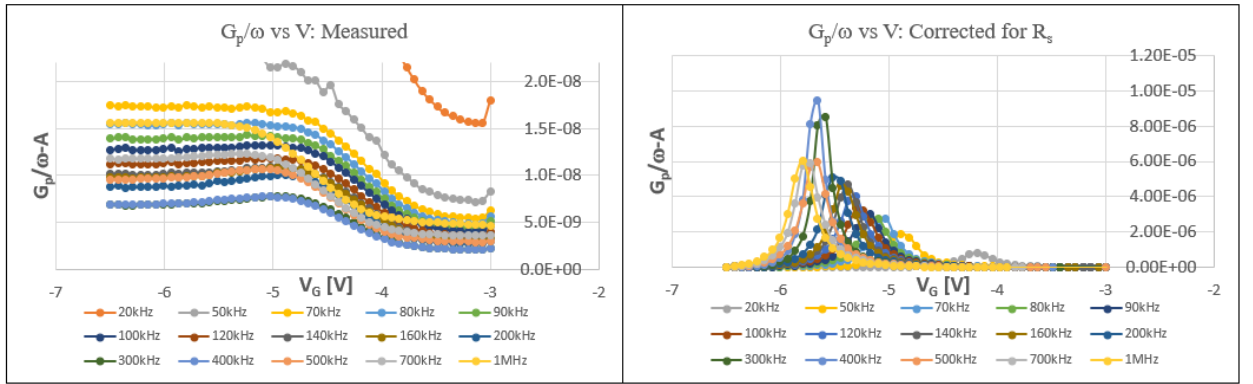 Gp/ω vs V: Measured
2.0E-08
1.5E-08
1.0E-08
5.0E-09
0.0E+00
Gp/ω-A
-7 -6 -5 -4 -3 -2
VG [V]
20kHz 50kHz 70kHz 80kHz 90kHz
100kHz 120kHz 140kHz 160kHz 200kHz
300kHz 400kHz 500kHz 700kHz 1MHz
Gp/ω vs V: Corrected for Rs
1.20E-05
1.00E-05
8.00E-06
6.00E-06
4.00E-06
2.00E-06
0.00E+00
Gp/ω-A
-7 -6 -5 -4 -3 -2
VG [V]
20kHz 50kHz 70kHz 80kHz 90kHz
100kHz 120kHz 140kHz 160kHz 200kHz
300kHz 400kHz 500kHz 700kHz 1MHz